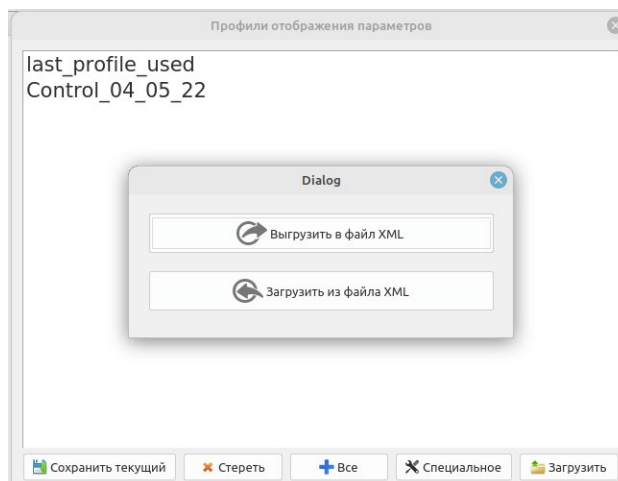 Профили отображения параметров
last_profile_used
Control_04_05_22
Dialog
Выгрузить в файл XML
Загрузить из файла XML
Сохранить текущий Стереть Все Специальное Загрузить